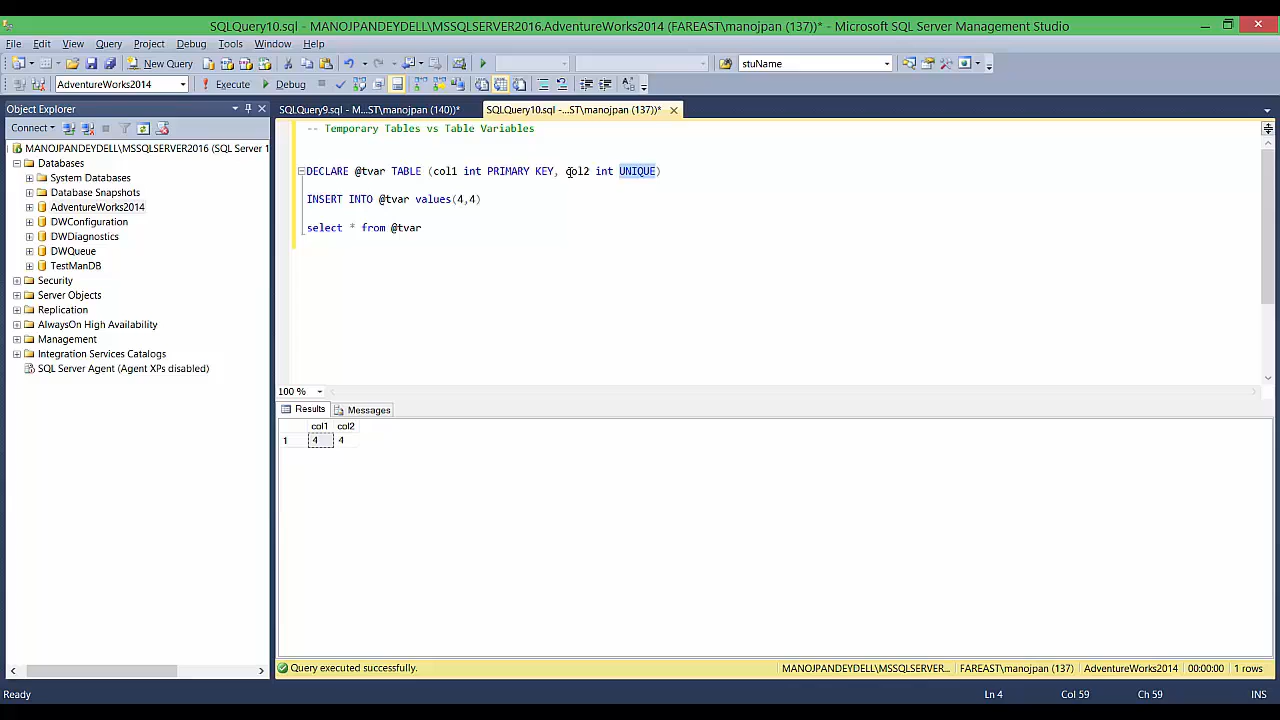 SQLQuery10.sql - MANOJPANDEYDELL\MSSQLSERVER2016.AdventureWorks2014 (FAREAST\manojpan (137))* - Microsoft SQL Server Management Studio
File Edit View Query Project Debug Tools Window Help
New Query stuName
AdventureWorks2014 Execute Debug
Object Explorer
SQLQuery9.sql - M...ST\manojpan (140))* SQLQuery10.sql -...ST\manojpan (137))*
Connect
MANOJPANDEYDELL\MSSQLSERVER2016 (SQL Server 1
Databases
System Databases
Database Snapshots
AdventureWorks2014
DWConfiguration
DWDiagnostics
DWQueue
TestManDB
Security
Server Objects
Replication
AlwaysOn High Availability
Management
Integration Services Catalogs
SQL Server Agent (Agent XPs disabled)
-- Temporary Tables vs Table Variables
DECLARE @tvar TABLE (col1 int PRIMARY KEY, col2 int UNIQUE)
INSERT INTO @tvar values(4,4)
select * from @tvar
100 %
Results Messages
col1 col2
1 4 4
Query executed successfully. MANOJPANDEYDELL\MSSQLSERVER... FAREAST\manojpan (137) AdventureWorks2014 00:00:00 1 rows
Ready Ln 4 Col 59 Ch 59 INS